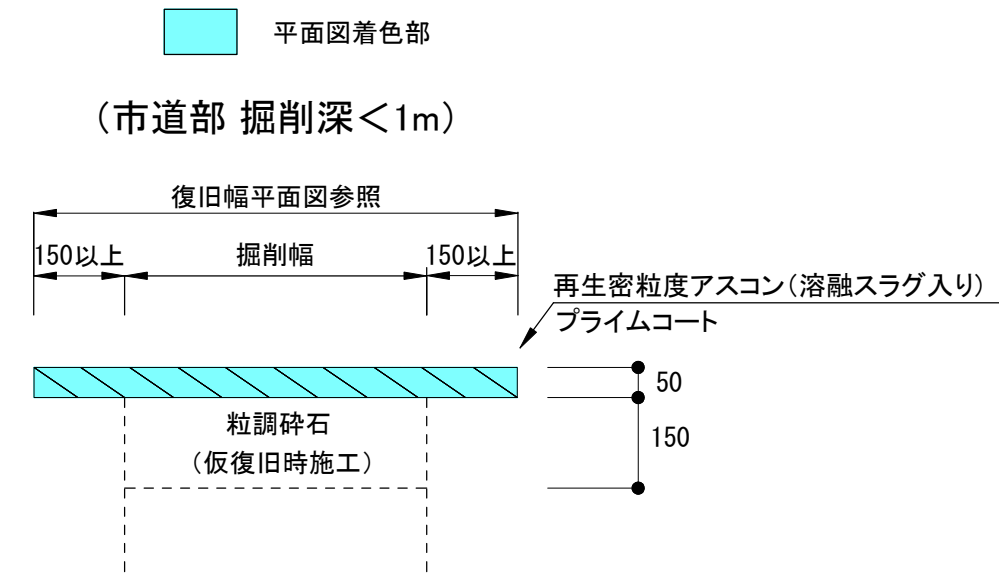 平面図着色部
（市道部 掘削深＜1m）
復旧幅平面図参照
150以上
掘削幅
150以上
再生密粒度アスコン（溶融スラグ入り）
プライムコート
50
粒調砕石
150
（仮復旧時施工）